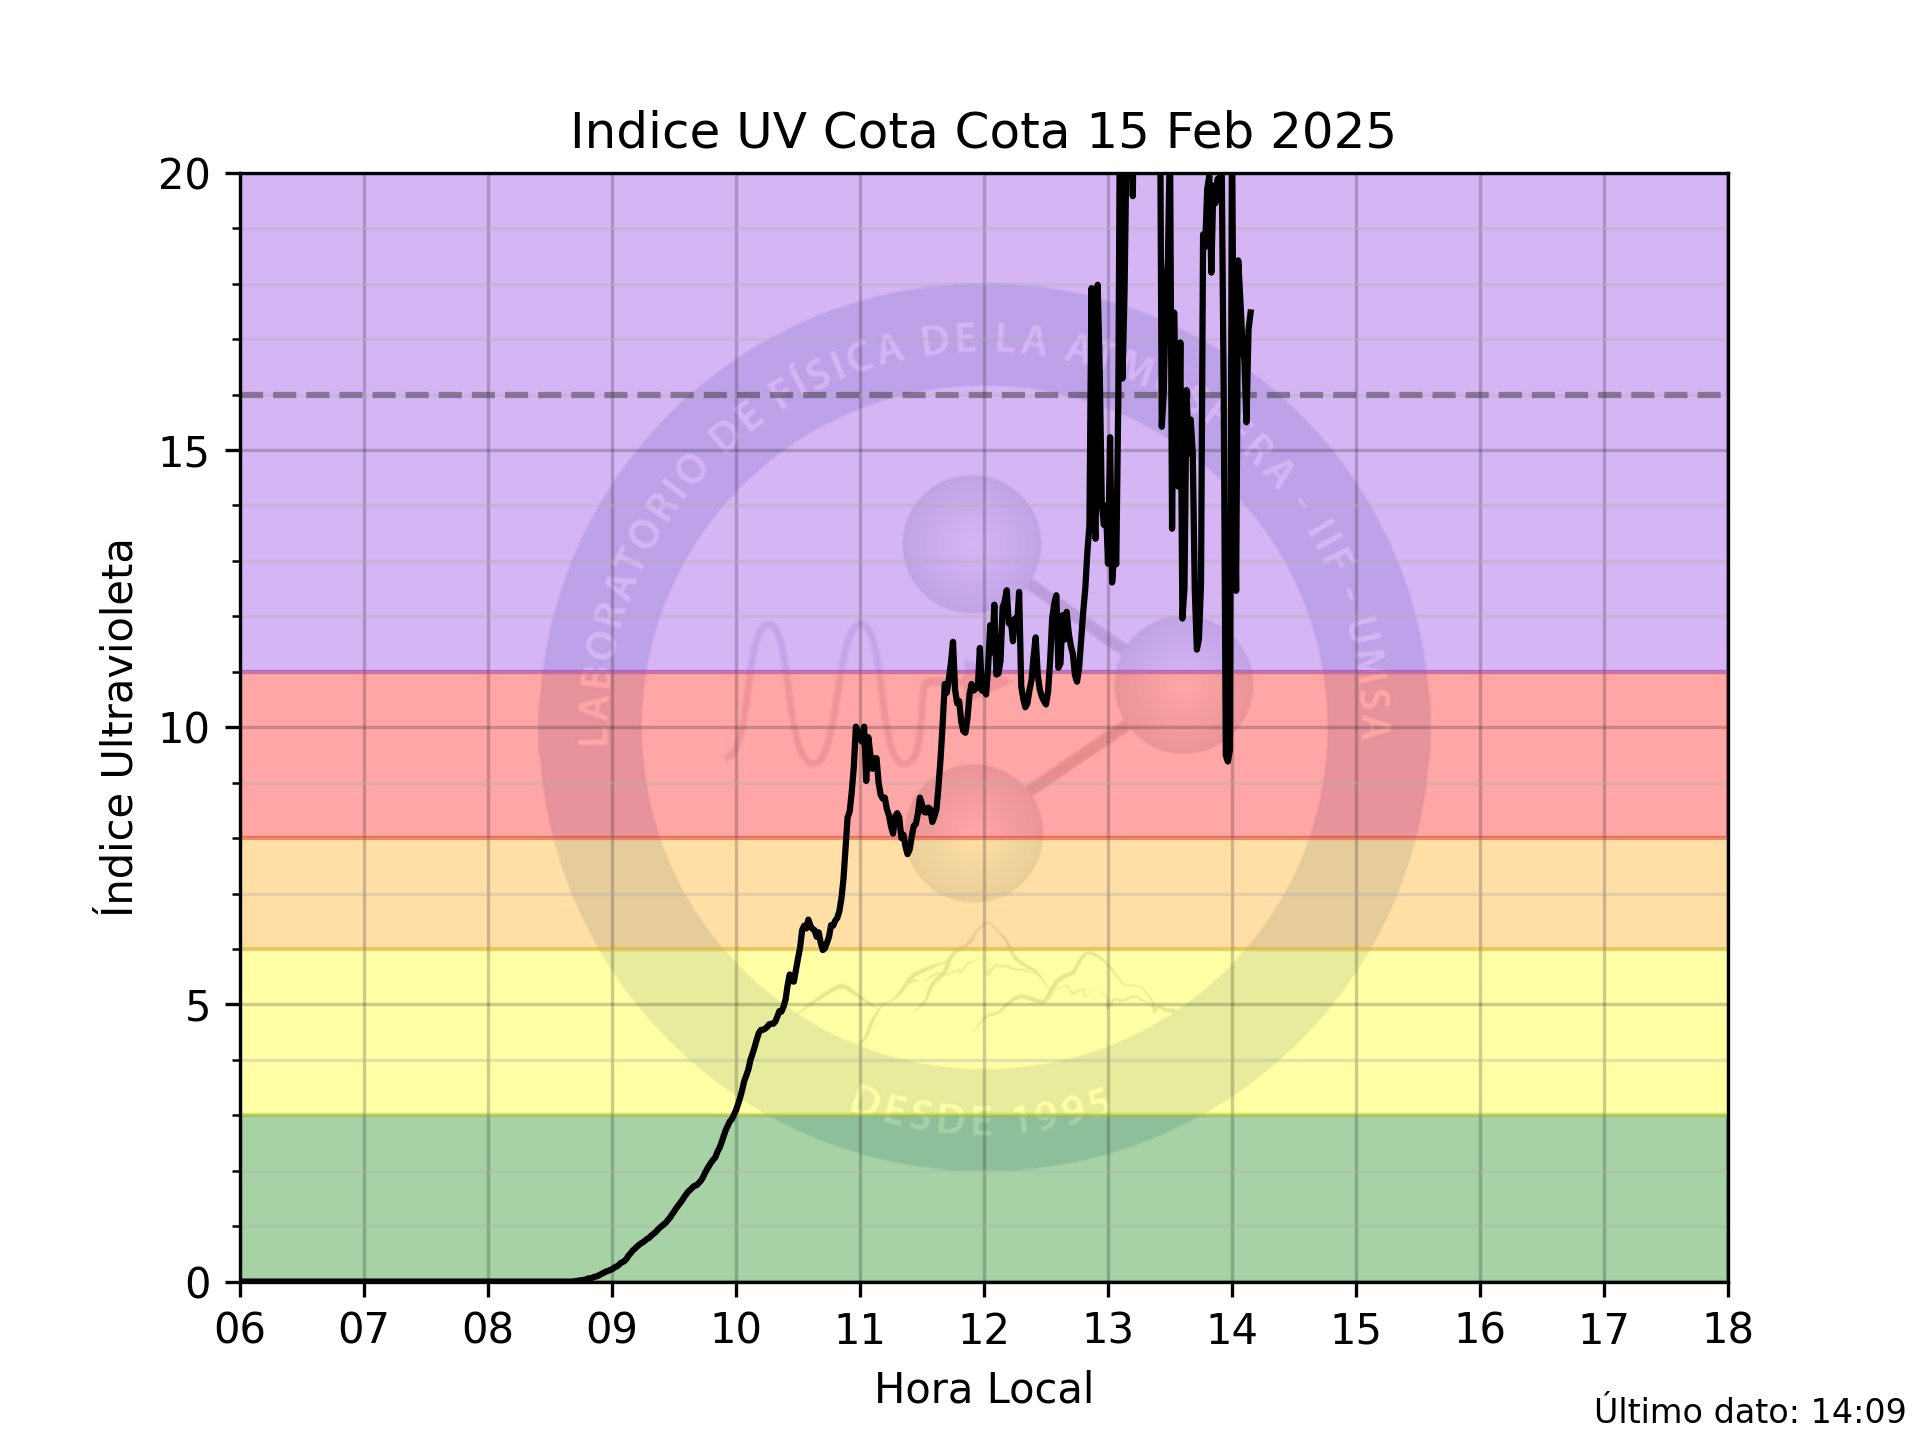 Indice UV Cota Cota 15 Feb 2025
20
15
10
5
0
Índice Ultravioleta
LABORATORIO DE FÍSICA DE LA ATMÓSFERA - IIF - UMSA
DESDE 1995
06 07 08 09 10 11 12 13 14 15 16 17 18
Hora Local
Último dato: 14:09